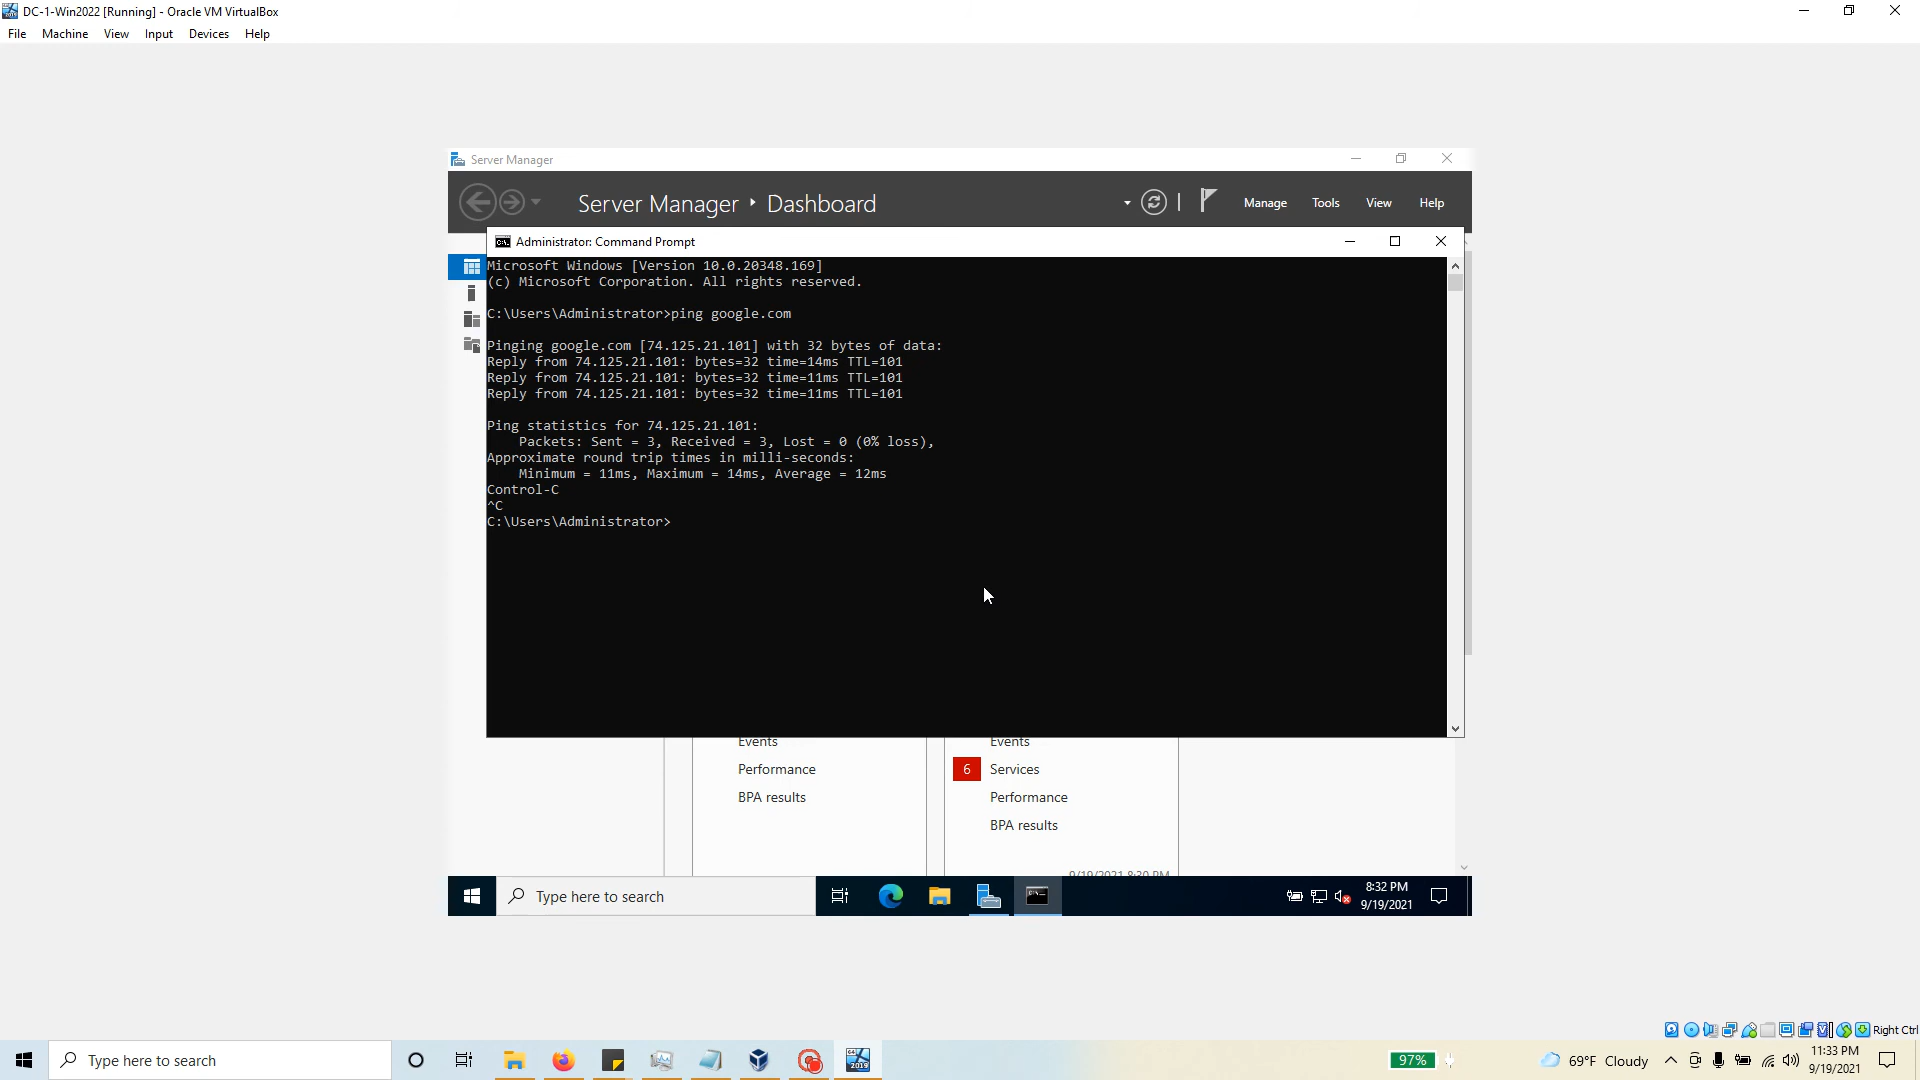 DC-1-Win2022 [Running] - Oracle VM VirtualBox
File Machine View Input Devices Help
Server Manager
Server Manager Dashboard
Manage Tools View Help
Administrator: Command Prompt
Microsoft Windows [Version 10.0.20348.169]
(c) Microsoft Corporation. All rights reserved.
C:\Users\Administrator>ping google.com
Pinging google.com [74.125.21.101] with 32 bytes of data:
Reply from 74.125.21.101: bytes=32 time=14ms TTL=101
Reply from 74.125.21.101: bytes=32 time=11ms TTL=101
Reply from 74.125.21.101: bytes=32 time=11ms TTL=101
Ping statistics for 74.125.21.101:
Packets: Sent = 3, Received = 3, Lost = 0 (0% loss),
Approximate round trip times in milli-seconds:
Minimum = 11ms, Maximum = 14ms, Average = 12ms
Control-C
^C
C:\Users\Administrator>
Events
Performance
BPA results
Events
6 Services
Performance
BPA results
9/19/2021 8:30 PM
Type here to search
8:32 PM
9/19/2021
Right Ctrl
Type here to search
2019
97%
69°F Cloudy
11:33 PM
9/19/2021